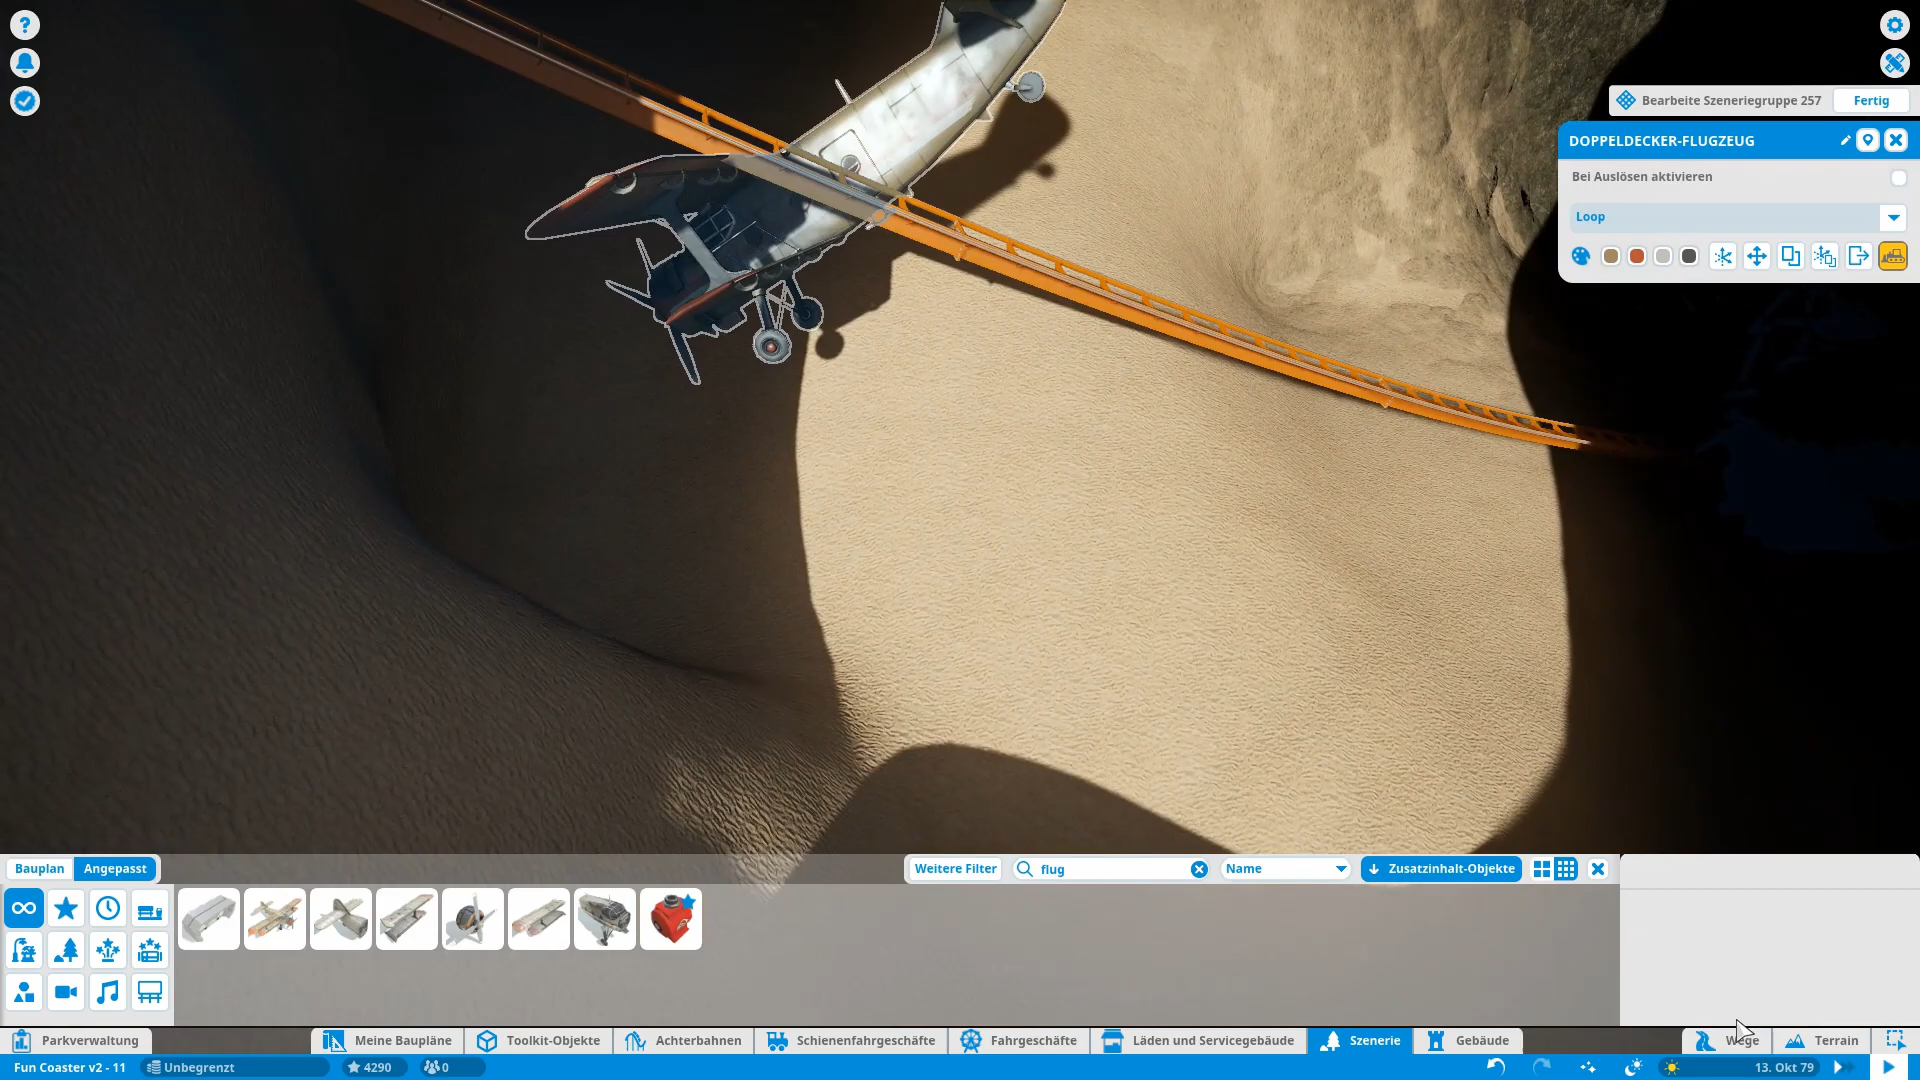 Bearbeite Szeneriegruppe 257
Fertig
DOPPELDECKER-FLUGZEUG
Bei Auslösen aktivieren
Loop
Bauplan
Angepasst
Weitere Filter
flug
Name
Zusatzinhalt-Objekte
Parkverwaltung
Meine Baupläne
Toolkit-Objekte
Achterbahnen
Schienenfahrgeschäfte
Fahrgeschäfte
Läden und Servicegebäude
Szenerie
Gebäude
Wege
Terrain
Fun Coaster v2 - 11
Unbegrenzt
4290
0
13. Okt 79